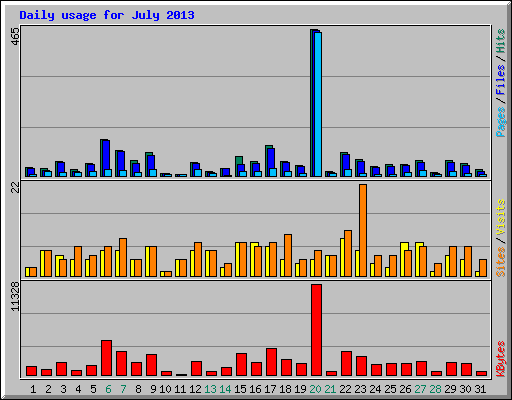 Daily usage for July 2013
465
Pages / Files / Hits
22
Sites / Visits
11328
KBytes
1 2 3 4 5 6 7 8 9 10 11 12 13 14 15 16 17 18 19 20 21 22 23 24 25 26 27 28 29 30 31